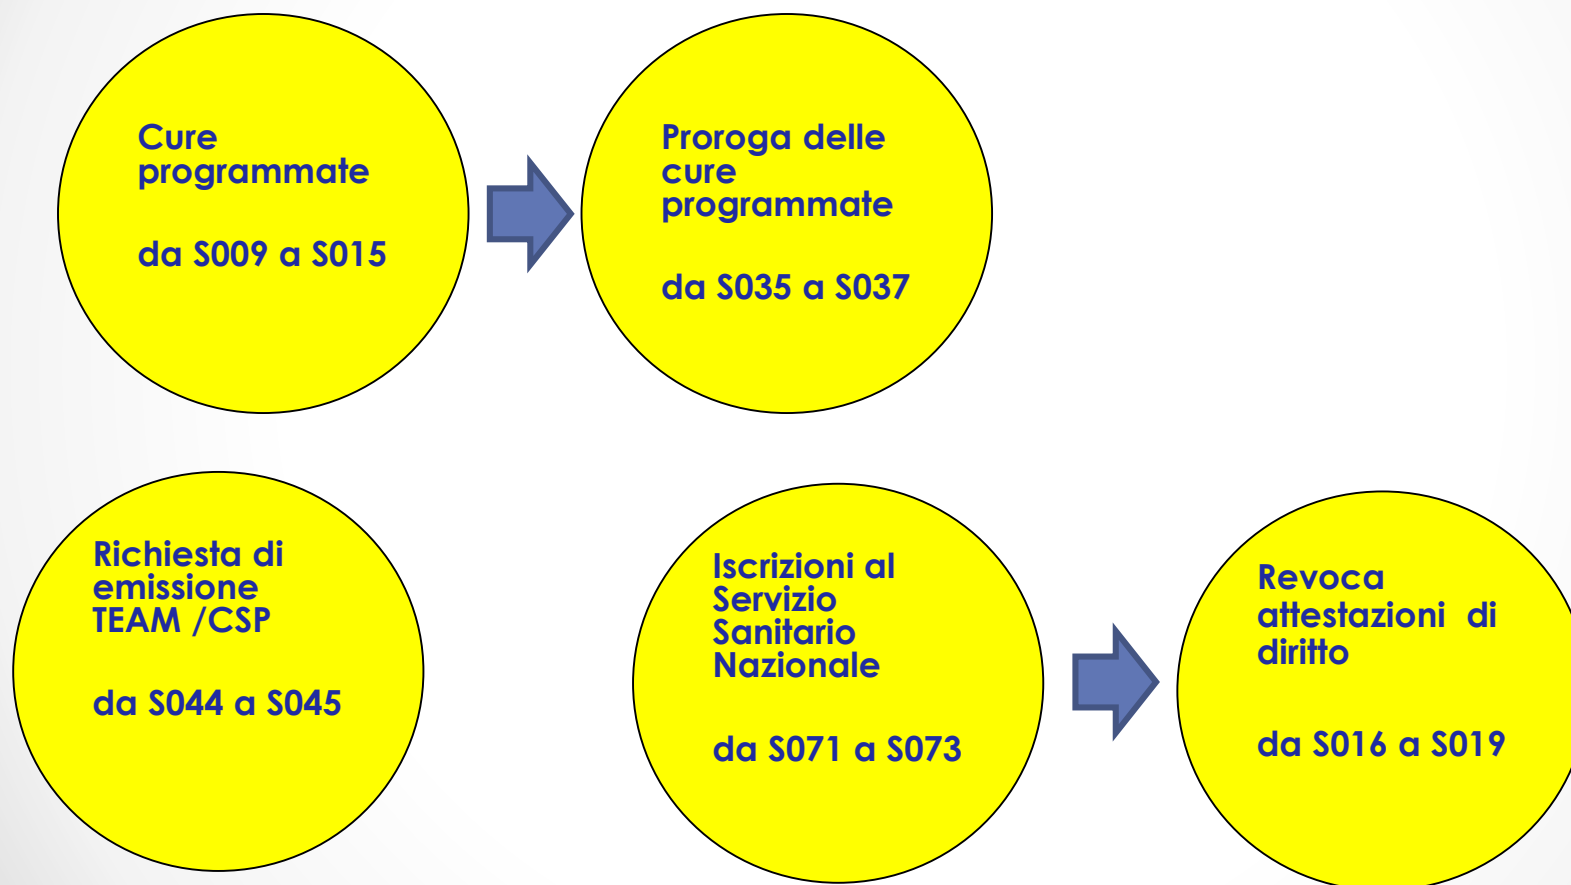 Cure
programmate
da S009 a S015
Proroga delle
cure
programmate
da S035 a S037
Richiesta di
emissione
TEAM /CSP
da S044 a S045
Iscrizioni al
Servizio
Sanitario
Nazionale
da S071 a S073
Revoca
attestazioni di
diritto
da S016 a S019